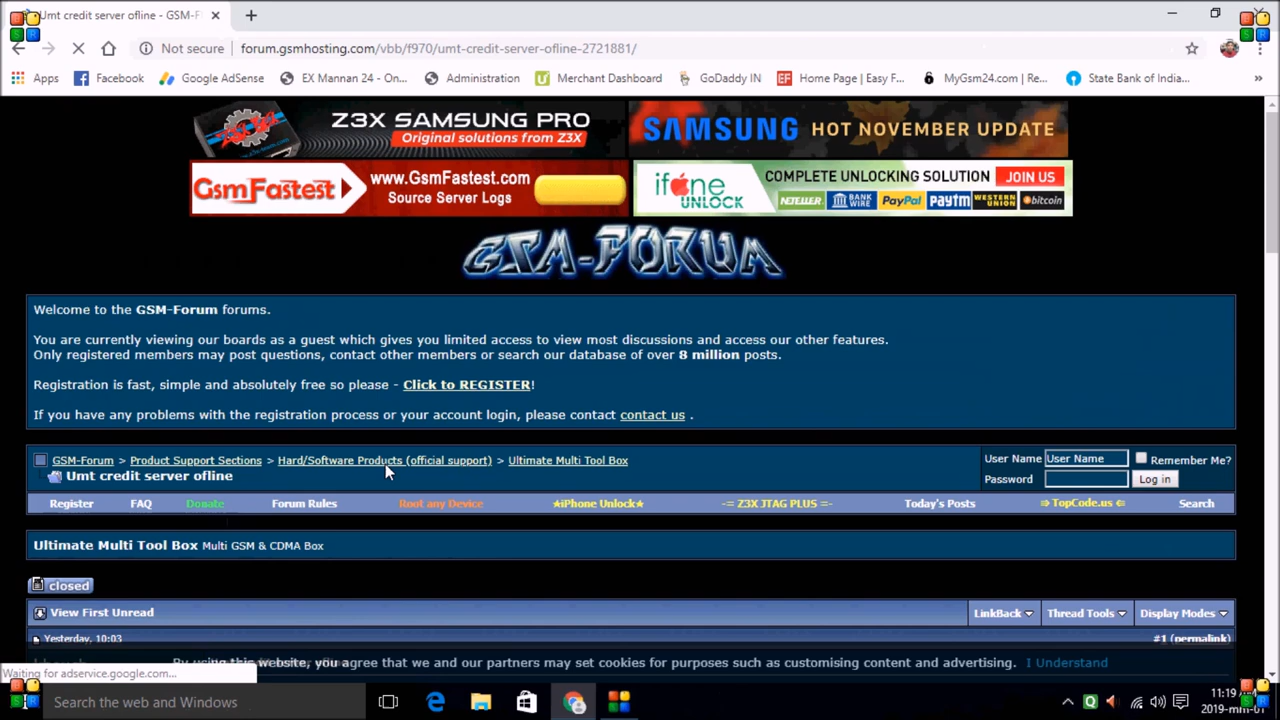 Umt credit server ofline - GSM-F
Not secure forum.gsmhosting.com/vbb/f970/umt-credit-server-ofline-2721881/
Apps Facebook Google AdSense EX Mannan 24 - On... Administration Merchant Dashboard GoDaddy IN EF Home Page | Easy F... MyGsm24.com | Re... State Bank of India... »
Z3X SAMSUNG PRO
Original solutions from Z3X
SAMSUNG HOT NOVEMBER UPDATE
GsmFastest www.GsmFastest.com
Source Server Logs
ifone UNLOCK
COMPLETE UNLOCKING SOLUTION JOIN US
NETELLER BANK WIRE PayPal paytm WESTERN UNION bitcoin
GSM-FORUM
Welcome to the GSM-Forum forums.
You are currently viewing our boards as a guest which gives you limited access to view most discussions and access our other features.
Only registered members may post questions, contact other members or search our database of over 8 million posts.
Registration is fast, simple and absolutely free so please - Click to REGISTER!
If you have any problems with the registration process or your account login, please contact contact us .
GSM-Forum > Product Support Sections > Hard/Software Products (official support) > Ultimate Multi Tool Box
Umt credit server ofline
User Name User Name Remember Me?
Password Log in
Register FAQ Donate Forum Rules Root any Device ★iPhone Unlock★ -= Z3X JTAG PLUS =- Today's Posts ⇒ TopCode.us ⇐ Search
Ultimate Multi Tool Box Multi GSM & CDMA Box
closed
View First Unread LinkBack Thread Tools Display Modes
Yesterday, 10:03 #1 (permalink)
By using this website, you agree that we and our partners may set cookies for purposes such as customising content and advertising. I Understand
Waiting for adservice.google.com...
Search the web and Windows
11:19
2019-mm-01